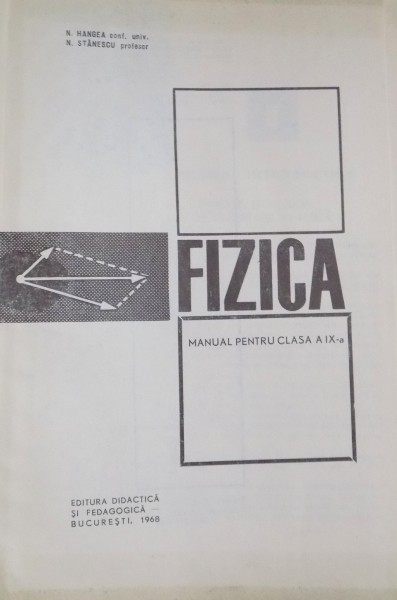 N. HANGEA conf. univ.
N. STĂNESCU profesor
FIZICA
MANUAL PENTRU CLASA A IX-a
EDITURA DIDACTICĂ
ȘI PEDAGOGICĂ —
BUCUREȘTI, 1968